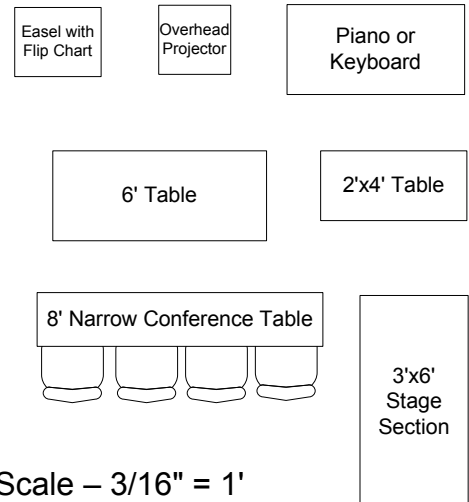 Easel with
Flip Chart
Overhead
Projector
Piano or
Keyboard
6' Table
2'x4' Table
8' Narrow Conference Table
3'x6'
Stage
Section
Scale – 3/16" = 1'